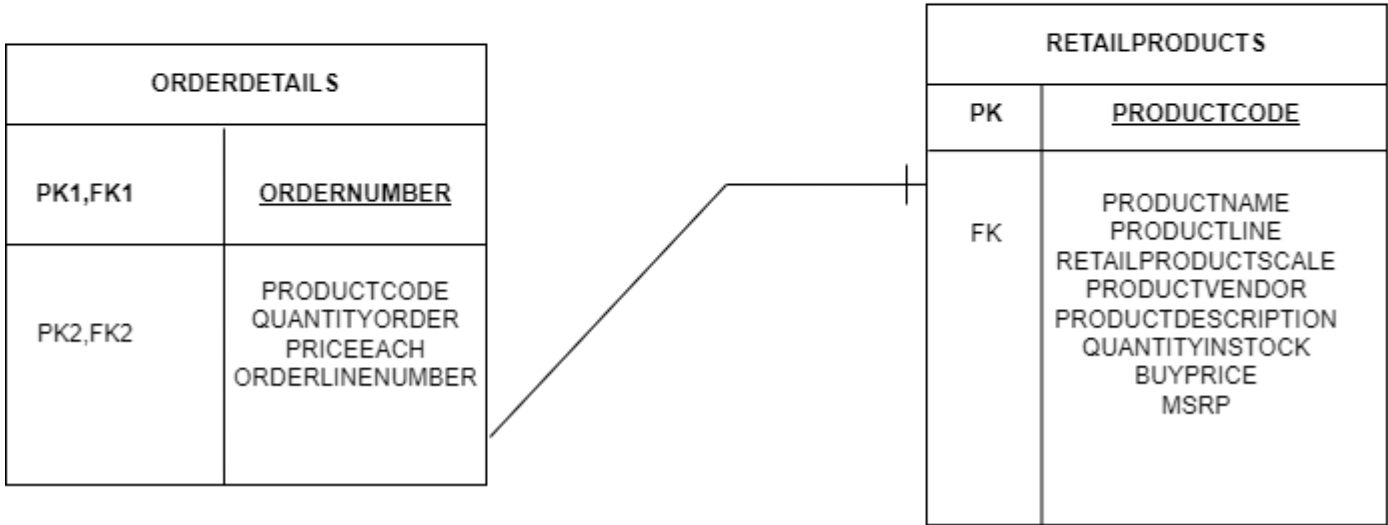 ORDERDETAILS
PK1,FK1
ORDERNUMBER
PK2,FK2
PRODUCTCODE
QUANTITYORDER
PRICEEACH
ORDERLINENUMBER
RETAILPRODUCTS
PK
PRODUCTCODE
FK
PRODUCTNAME
PRODUCTLINE
RETAILPRODUCTSCALE
PRODUCTVENDOR
PRODUCTDESCRIPTION
QUANTITYINSTOCK
BUYPRICE
MSRP